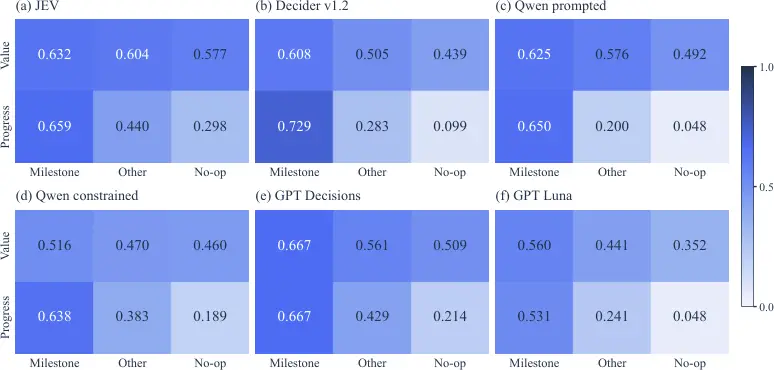 (a) JEV
(b) Decider v1.2
(c) Qwen prompted
Value
0.632 0.604 0.577
0.608 0.505 0.439
0.625 0.576 0.492
1.0
Progress
0.659 0.440 0.298
0.729 0.283 0.099
0.650 0.200 0.048
Milestone Other No-op
Milestone Other No-op
Milestone Other No-op
0.5
(d) Qwen constrained
(e) GPT Decisions
(f) GPT Luna
Value
0.516 0.470 0.460
0.667 0.561 0.509
0.560 0.441 0.352
Progress
0.638 0.383 0.189
0.667 0.429 0.214
0.531 0.241 0.048
0.0
Milestone Other No-op
Milestone Other No-op
Milestone Other No-op